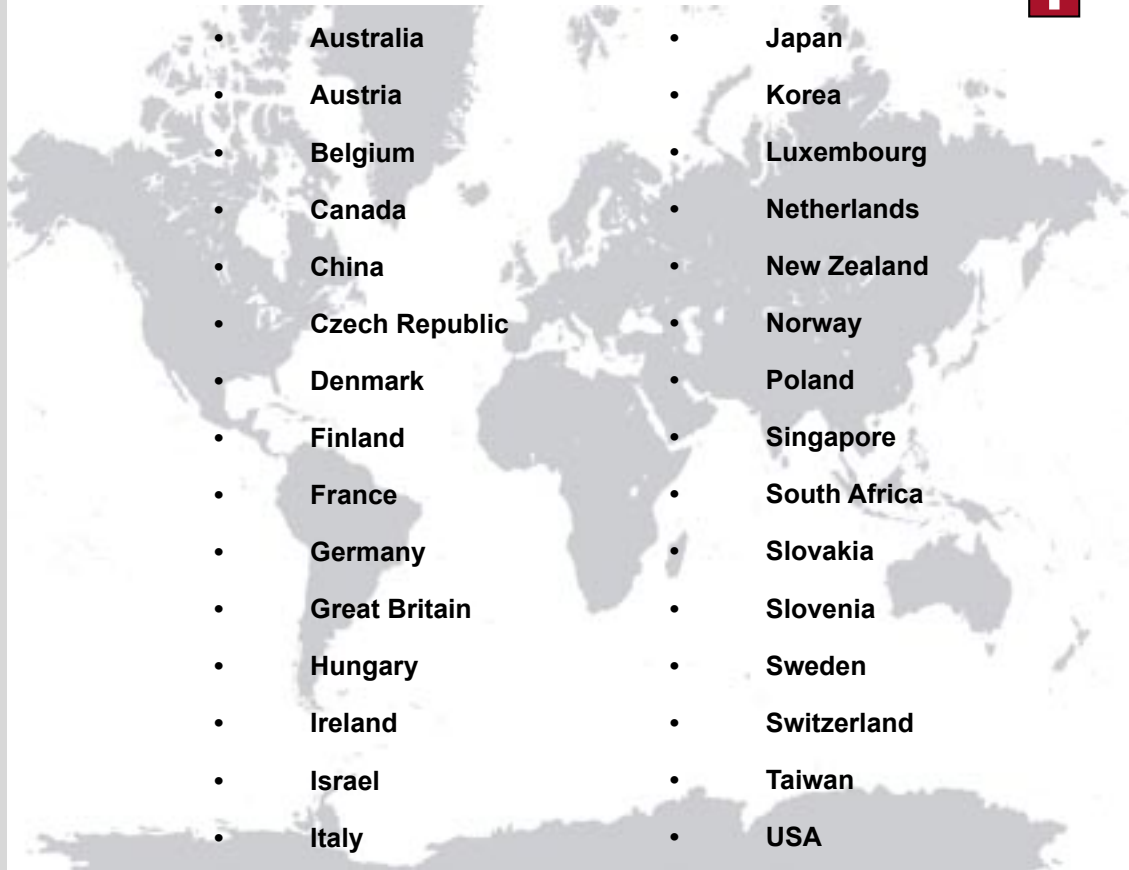 • Australia
• Austria
• Belgium
• Canada
• China
• Czech Republic
• Denmark
• Finland
• France
• Germany
• Great Britain
• Hungary
• Ireland
• Israel
• Italy
• Japan
• Korea
• Luxembourg
• Netherlands
• New Zealand
• Norway
• Poland
• Singapore
• South Africa
• Slovakia
• Slovenia
• Sweden
• Switzerland
• Taiwan
• USA